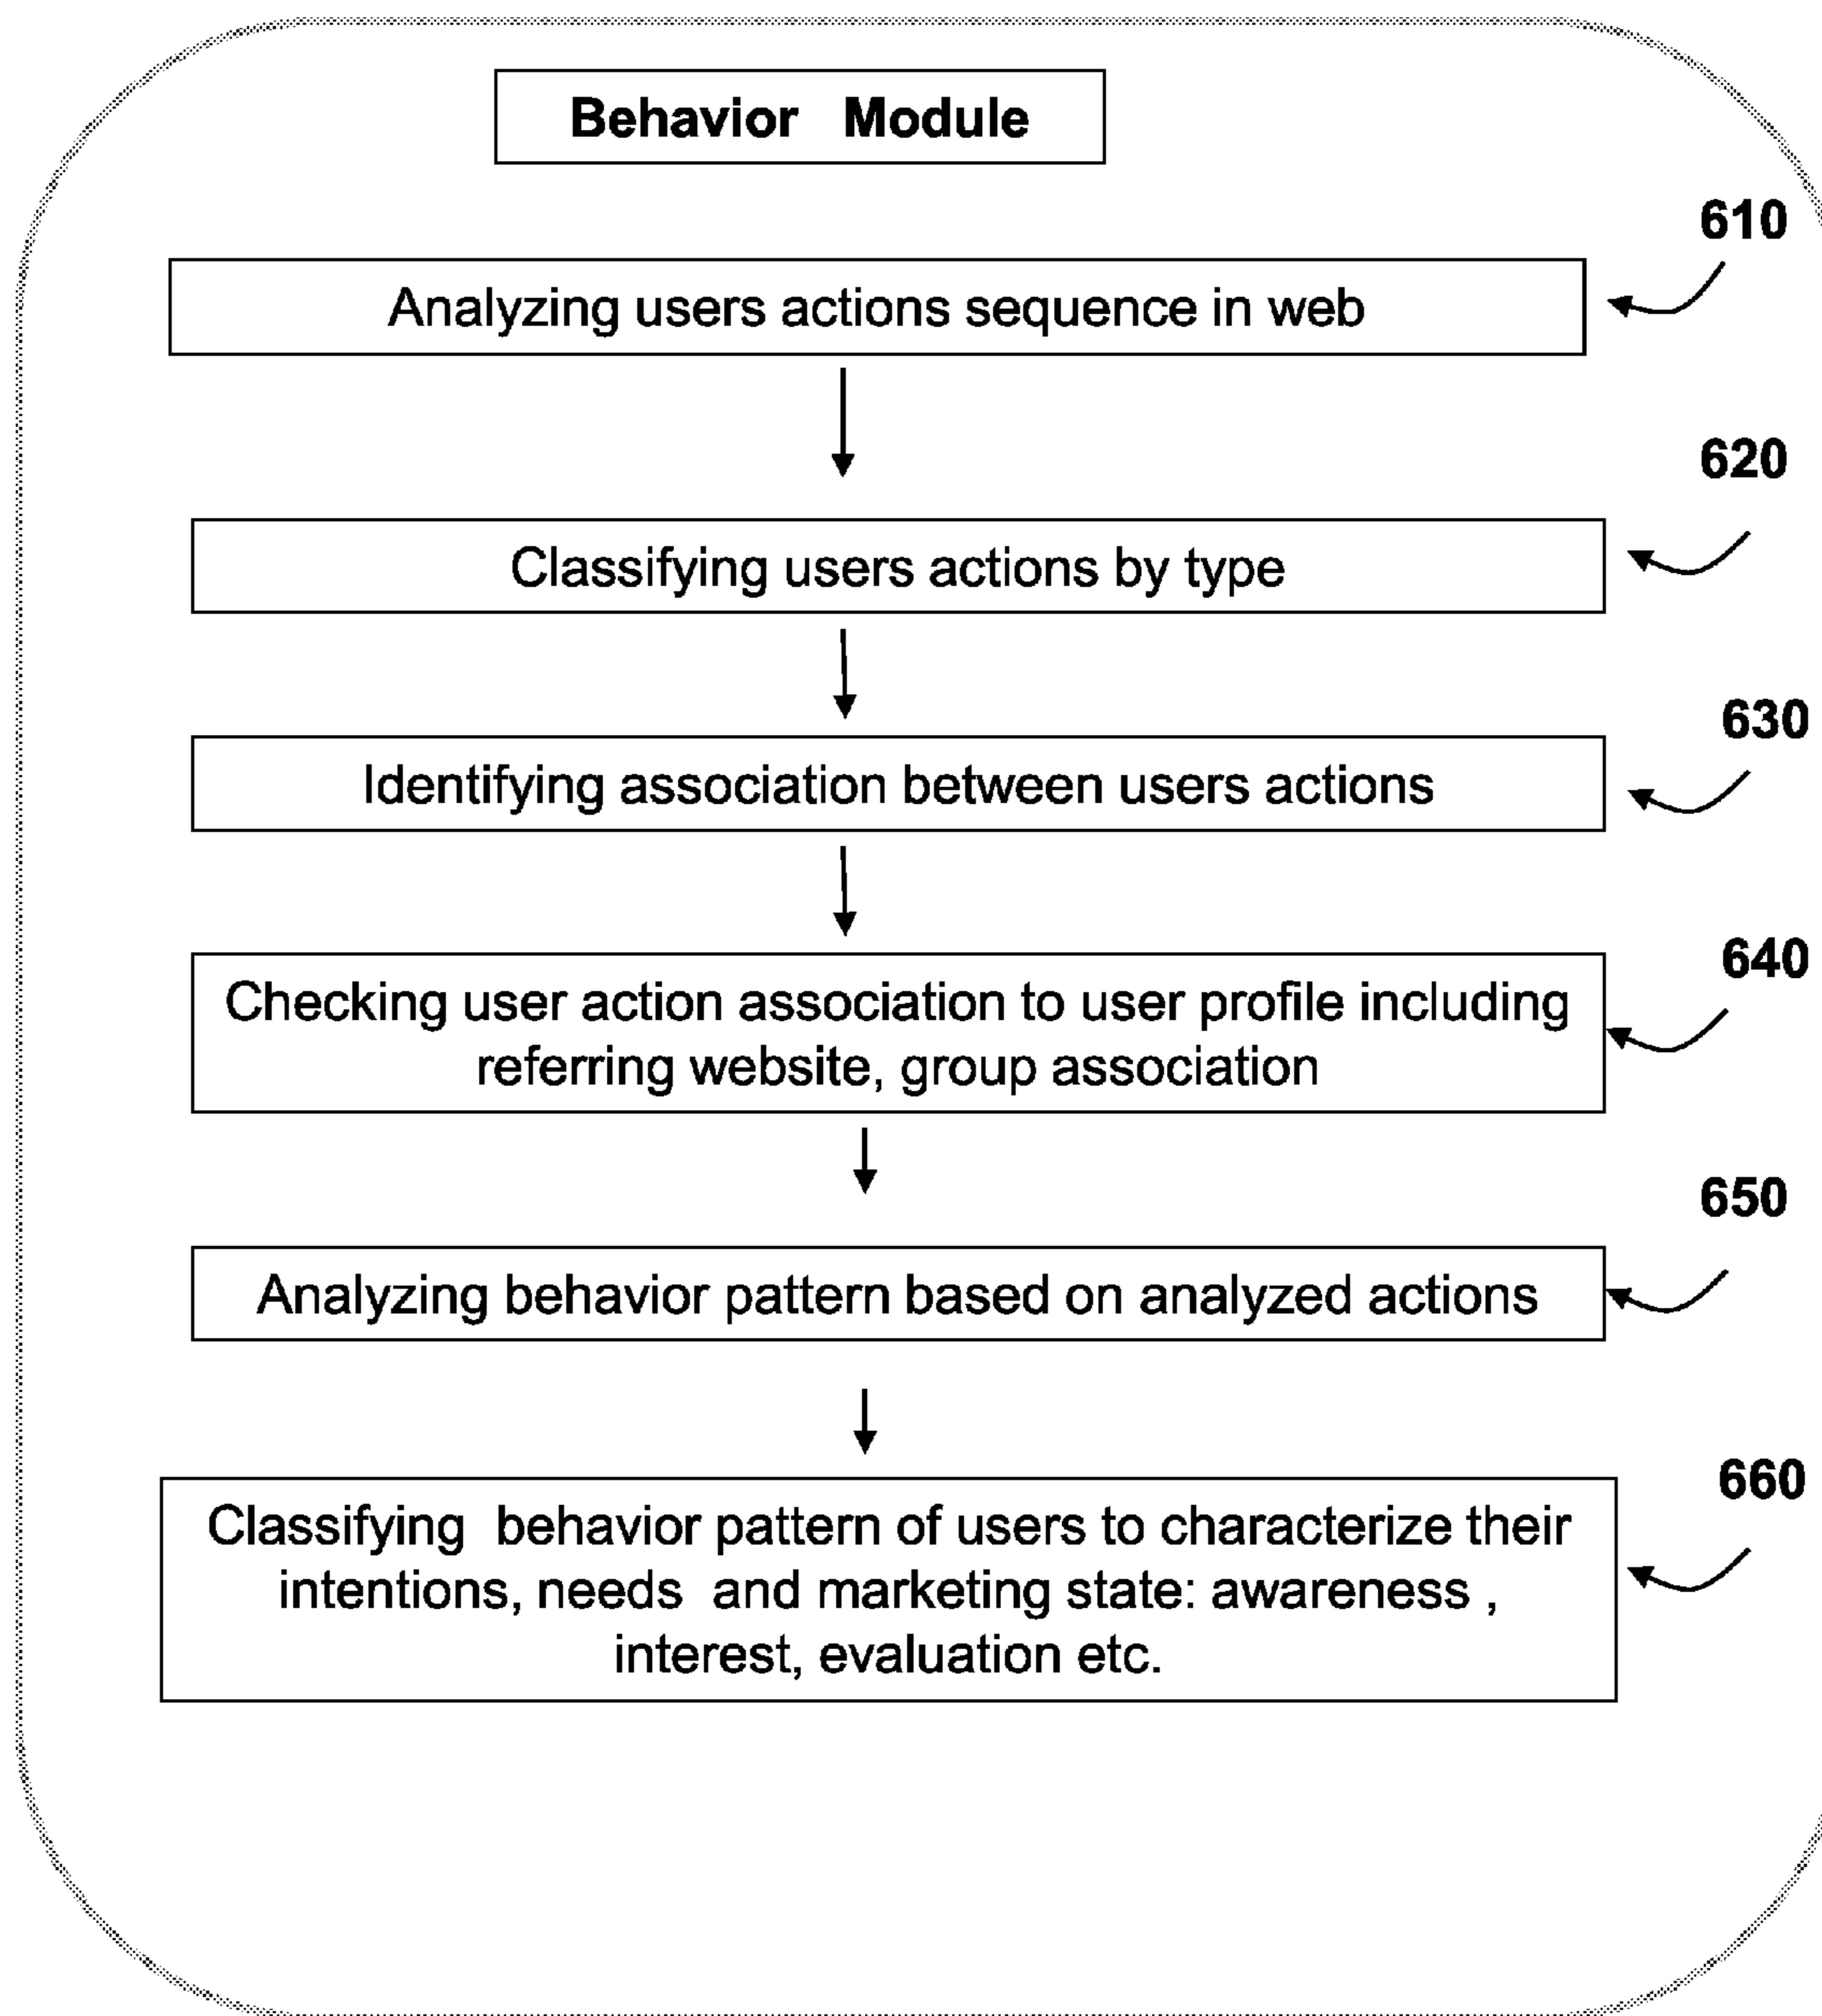 Behavior Module
610
Analyzing users actions sequence in web
620
Classifying users actions by type
630
Identifying association between users actions
640
Checking user action association to user profile including
referring website, group association
650
Analyzing behavior pattern based on analyzed actions
660
Classifying behavior pattern of users to characterize their
intentions, needs and marketing state: awareness ,
interest, evaluation etc.